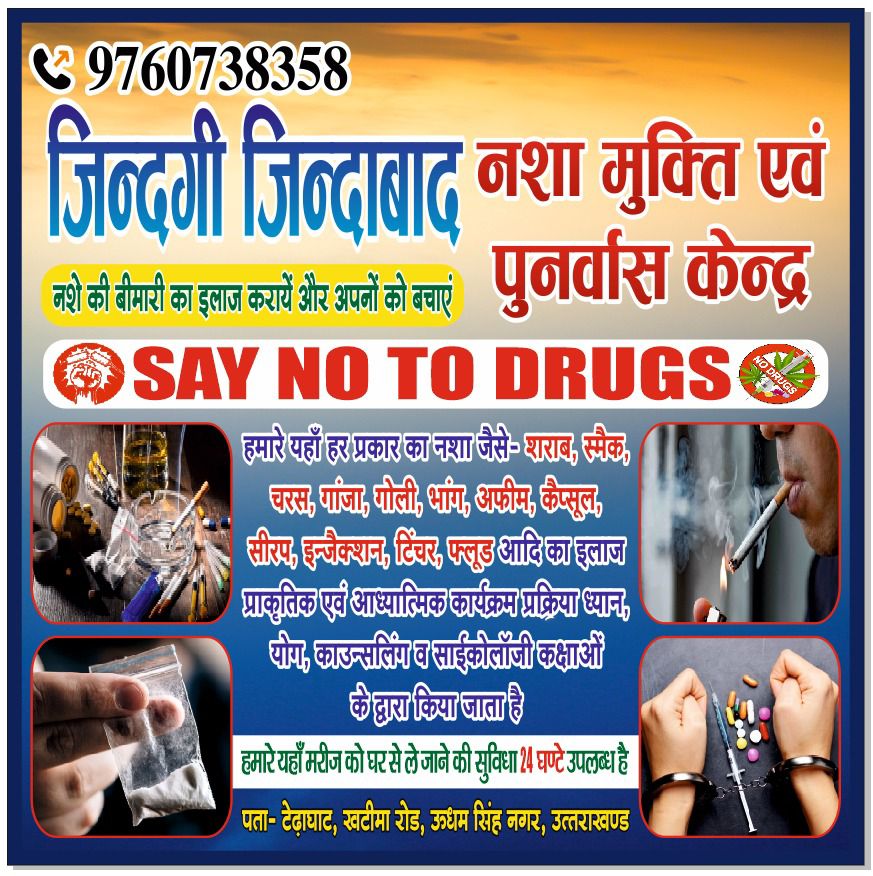 9760738358
जिन्दगी जिन्दाबाद
नशा मुक्ति एवं
पुनर्वास केन्द्र
नशे की बीमारी का इलाज करायें और अपनों को बचाएं
SAY NO TO DRUGS
NO DRUGS
हमारे यहाँ हर प्रकार का नशा जैसे- शराब, स्मैक,
चरस, गांजा, गोली, भांग, अफीम, कैप्सूल,
सीरप, इन्जैक्शन, टिंचर, फ्लूड आदि का इलाज
प्राकृतिक एवं आध्यात्मिक कार्यक्रम प्रक्रिया ध्यान,
योग, काउन्सलिंग व साईकोलॉजी कक्षाओं
के द्वारा किया जाता है
हमारे यहाँ मरीज को घर से ले जाने की सुविधा 24 घण्टे उपलब्ध है
पता- टेढ़ाघाट, खटीमा रोड, ऊधम सिंह नगर, उत्तराखण्ड